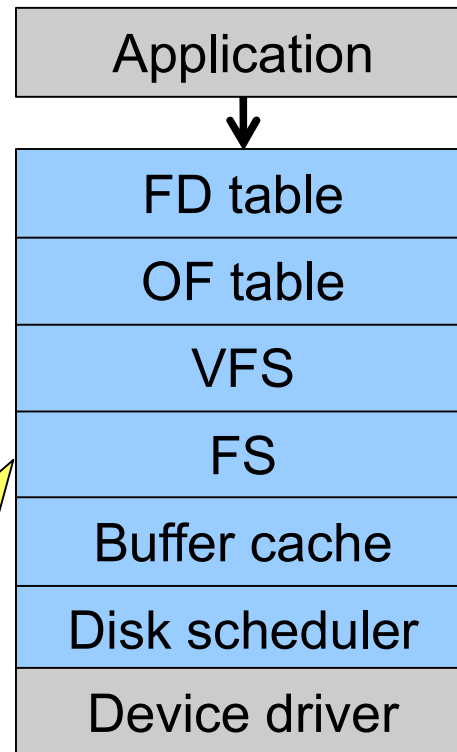 Application
FD table
OF table
VFS
FS
Buffer cache
Disk scheduler
Device driver